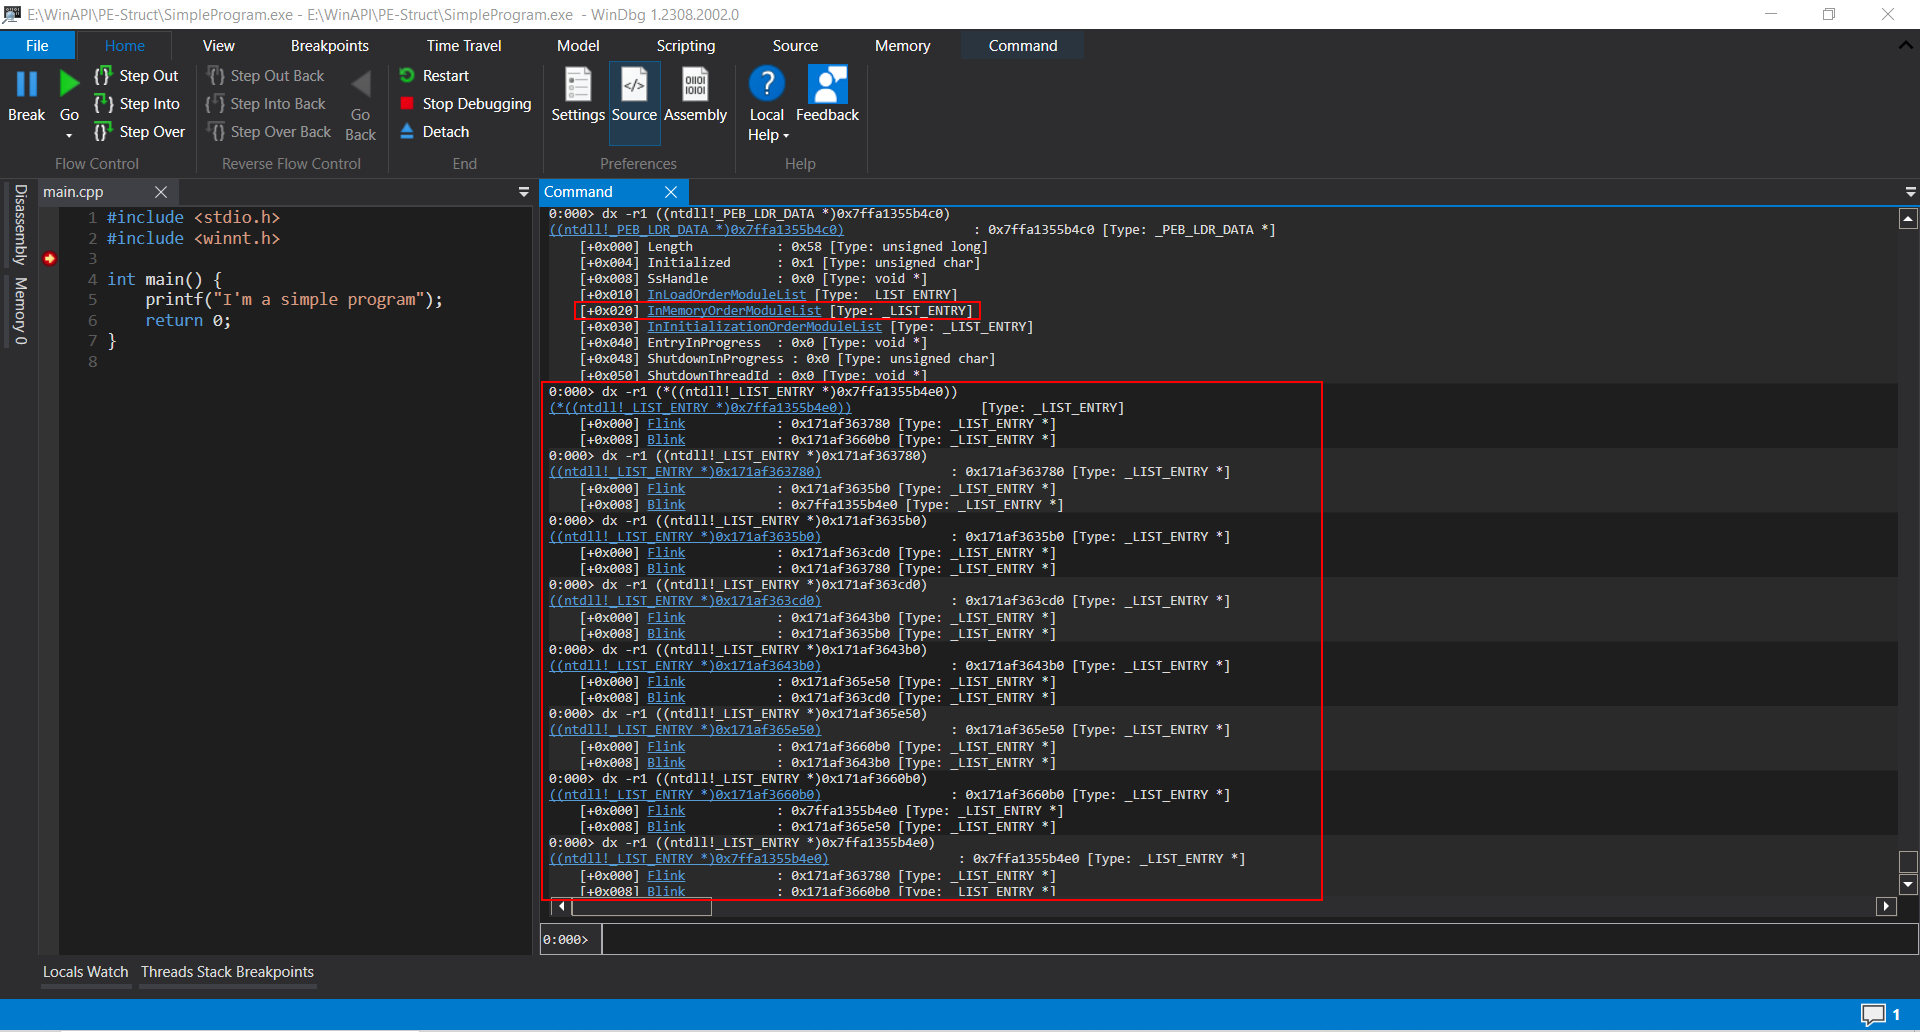 E:\WinAPI\PE-Struct\SimpleProgram.exe - E:\WinAPI\PE-Struct\SimpleProgram.exe - WinDbg 1.2308.2002.0
File Home View Breakpoints Time Travel Model Scripting Source Memory Command
Break
Go
Step Out
Step Into
Step Over
Flow Control
Step Out Back
Step Into Back
Step Over Back
Go Back
Reverse Flow Control
Restart
Stop Debugging
Detach
End
Settings
Source
Assembly
Preferences
Local Help
Feedback
Help
Disassembly
Memory 0
main.cpp
1 #include <stdio.h>
2 #include <winnt.h>
3
4 int main() {
5 printf("I'm a simple program");
6 return 0;
7 }
8
Command
0:000> dx -r1 ((ntdll!_PEB_LDR_DATA *)0x7ffa1355b4c0)
((ntdll!_PEB_LDR_DATA *)0x7ffa1355b4c0) : 0x7ffa1355b4c0 [Type: _PEB_LDR_DATA *]
[+0x000] Length : 0x58 [Type: unsigned long]
[+0x004] Initialized : 0x1 [Type: unsigned char]
[+0x008] SsHandle : 0x0 [Type: void *]
[+0x010] InLoadOrderModuleList [Type: _LIST_ENTRY]
[+0x020] InMemoryOrderModuleList [Type: _LIST_ENTRY]
[+0x030] InInitializationOrderModuleList [Type: _LIST_ENTRY]
[+0x040] EntryInProgress : 0x0 [Type: void *]
[+0x048] ShutdownInProgress : 0x0 [Type: unsigned char]
[+0x050] ShutdownThreadId : 0x0 [Type: void *]
0:000> dx -r1 (*((ntdll!_LIST_ENTRY *)0x7ffa1355b4e0))
(*((ntdll!_LIST_ENTRY *)0x7ffa1355b4e0)) [Type: _LIST_ENTRY]
[+0x000] Flink : 0x171af363780 [Type: _LIST_ENTRY *]
[+0x008] Blink : 0x171af3660b0 [Type: _LIST_ENTRY *]
0:000> dx -r1 ((ntdll!_LIST_ENTRY *)0x171af363780)
((ntdll!_LIST_ENTRY *)0x171af363780) : 0x171af363780 [Type: _LIST_ENTRY *]
[+0x000] Flink : 0x171af3635b0 [Type: _LIST_ENTRY *]
[+0x008] Blink : 0x7ffa1355b4e0 [Type: _LIST_ENTRY *]
0:000> dx -r1 ((ntdll!_LIST_ENTRY *)0x171af3635b0)
((ntdll!_LIST_ENTRY *)0x171af3635b0) : 0x171af3635b0 [Type: _LIST_ENTRY *]
[+0x000] Flink : 0x171af363cd0 [Type: _LIST_ENTRY *]
[+0x008] Blink : 0x171af363780 [Type: _LIST_ENTRY *]
0:000> dx -r1 ((ntdll!_LIST_ENTRY *)0x171af363cd0)
((ntdll!_LIST_ENTRY *)0x171af363cd0) : 0x171af363cd0 [Type: _LIST_ENTRY *]
[+0x000] Flink : 0x171af3643b0 [Type: _LIST_ENTRY *]
[+0x008] Blink : 0x171af3635b0 [Type: _LIST_ENTRY *]
0:000> dx -r1 ((ntdll!_LIST_ENTRY *)0x171af3643b0)
((ntdll!_LIST_ENTRY *)0x171af3643b0) : 0x171af3643b0 [Type: _LIST_ENTRY *]
[+0x000] Flink : 0x171af365e50 [Type: _LIST_ENTRY *]
[+0x008] Blink : 0x171af363cd0 [Type: _LIST_ENTRY *]
0:000> dx -r1 ((ntdll!_LIST_ENTRY *)0x171af365e50)
((ntdll!_LIST_ENTRY *)0x171af365e50) : 0x171af365e50 [Type: _LIST_ENTRY *]
[+0x000] Flink : 0x171af3660b0 [Type: _LIST_ENTRY *]
[+0x008] Blink : 0x171af3643b0 [Type: _LIST_ENTRY *]
0:000> dx -r1 ((ntdll!_LIST_ENTRY *)0x171af3660b0)
((ntdll!_LIST_ENTRY *)0x171af3660b0) : 0x171af3660b0 [Type: _LIST_ENTRY *]
[+0x000] Flink : 0x7ffa1355b4e0 [Type: _LIST_ENTRY *]
[+0x008] Blink : 0x171af365e50 [Type: _LIST_ENTRY *]
0:000> dx -r1 ((ntdll!_LIST_ENTRY *)0x7ffa1355b4e0)
((ntdll!_LIST_ENTRY *)0x7ffa1355b4e0) : 0x7ffa1355b4e0 [Type: _LIST_ENTRY *]
[+0x000] Flink : 0x171af363780 [Type: _LIST_ENTRY *]
[+0x008] Blink : 0x171af3660b0 [Type: _LIST_ENTRY *]
0:000>
Locals Watch Threads Stack Breakpoints
1